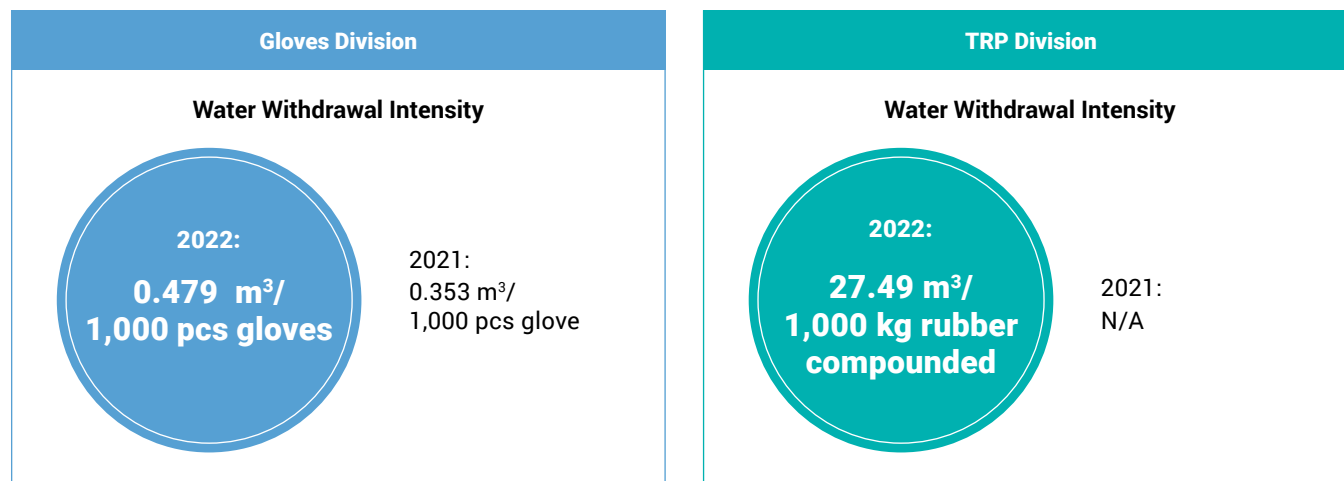 Gloves Division
Water Withdrawal Intensity
2022:
0.479 m³/
1,000 pcs gloves
2021:
0.353 m³/
1,000 pcs glove
TRP Division
Water Withdrawal Intensity
2022:
27.49 m³/
1,000 kg rubber
compounded
2021:
N/A